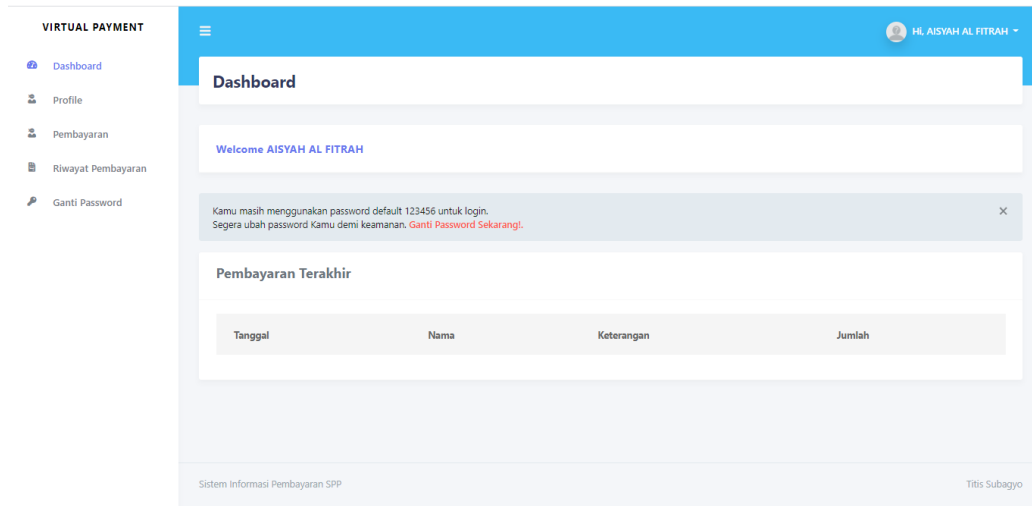 VIRTUAL PAYMENT
Hi, AISYAH AL FITRAH
Dashboard
Profile
Pembayaran
Riwayat Pembayaran
Ganti Password
Dashboard
Welcome AISYAH AL FITRAH
Kamu masih menggunakan password default 123456 untuk login.
Segera ubah password Kamu demi keamanan. Ganti Password Sekarang!.
Pembayaran Terakhir
Tanggal Nama Keterangan Jumlah
Sistem Informasi Pembayaran SPP
Titis Subagyo